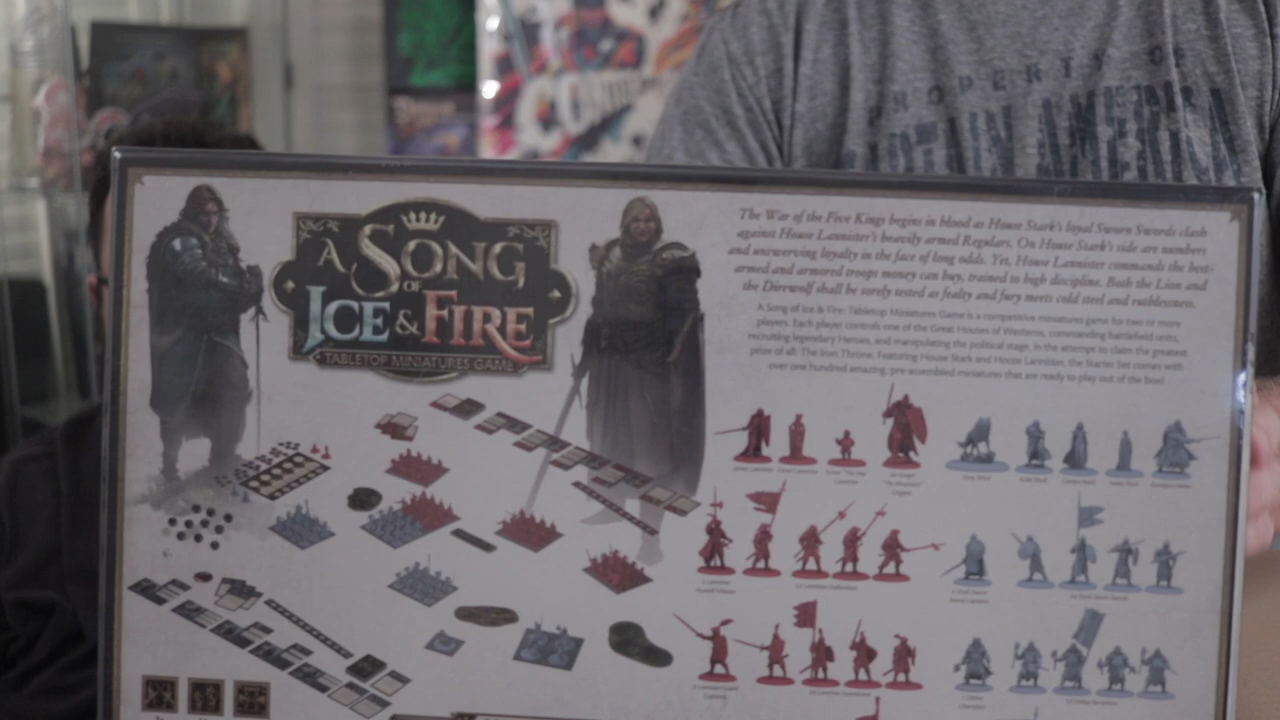 PROPERTY OF
CAPTAIN AMERICA
A SONG
OF
ICE & FIRE
TABLETOP MINIATURES GAME
The War of the Five Kings begins in blood as House Stark's loyal Sworn Swords clash
against House Lannister's heavily armed Regulars. On House Stark's side are numbers
and unswerving loyalty in the face of long odds. Yet, House Lannister commands the best-
armed and armored troops money can buy, trained to high discipline. Both the Lion and
the Direwolf shall be sorely tested as fealty and fury meets cold steel and ruthlessness.
A Song of Ice & Fire: Tabletop Miniatures Game is a competitive miniatures game for two or more
players. Each player controls one of the Great Houses of Westeros, commanding battlefield units,
recruiting legendary Heroes, and manipulating the political stage, in the attempt to claim the greatest
prize of all: The Iron Throne. Featuring House Stark and House Lannister, the Starter Set comes with
over one hundred amazing, pre-assembled miniatures that are ready to play out of the box!